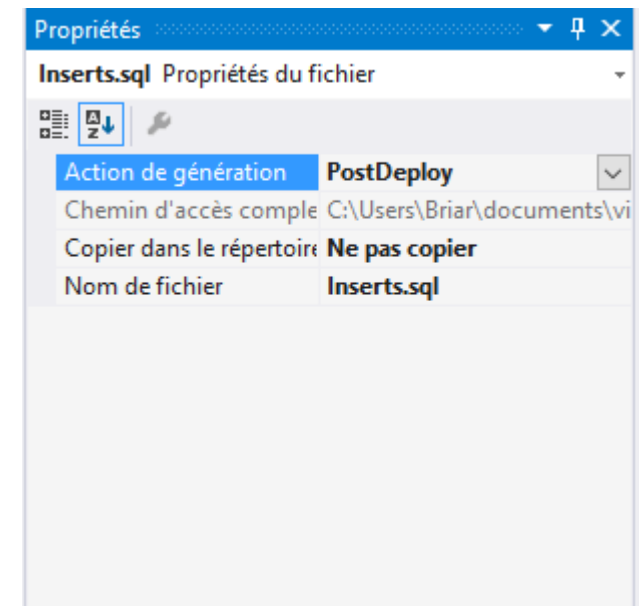 Propriétés
Inserts.sql Propriétés du fichier
Action de génération PostDeploy
Chemin d'accès comple C:\Users\Briar\documents\vi
Copier dans le répertoire Ne pas copier
Nom de fichier Inserts.sql